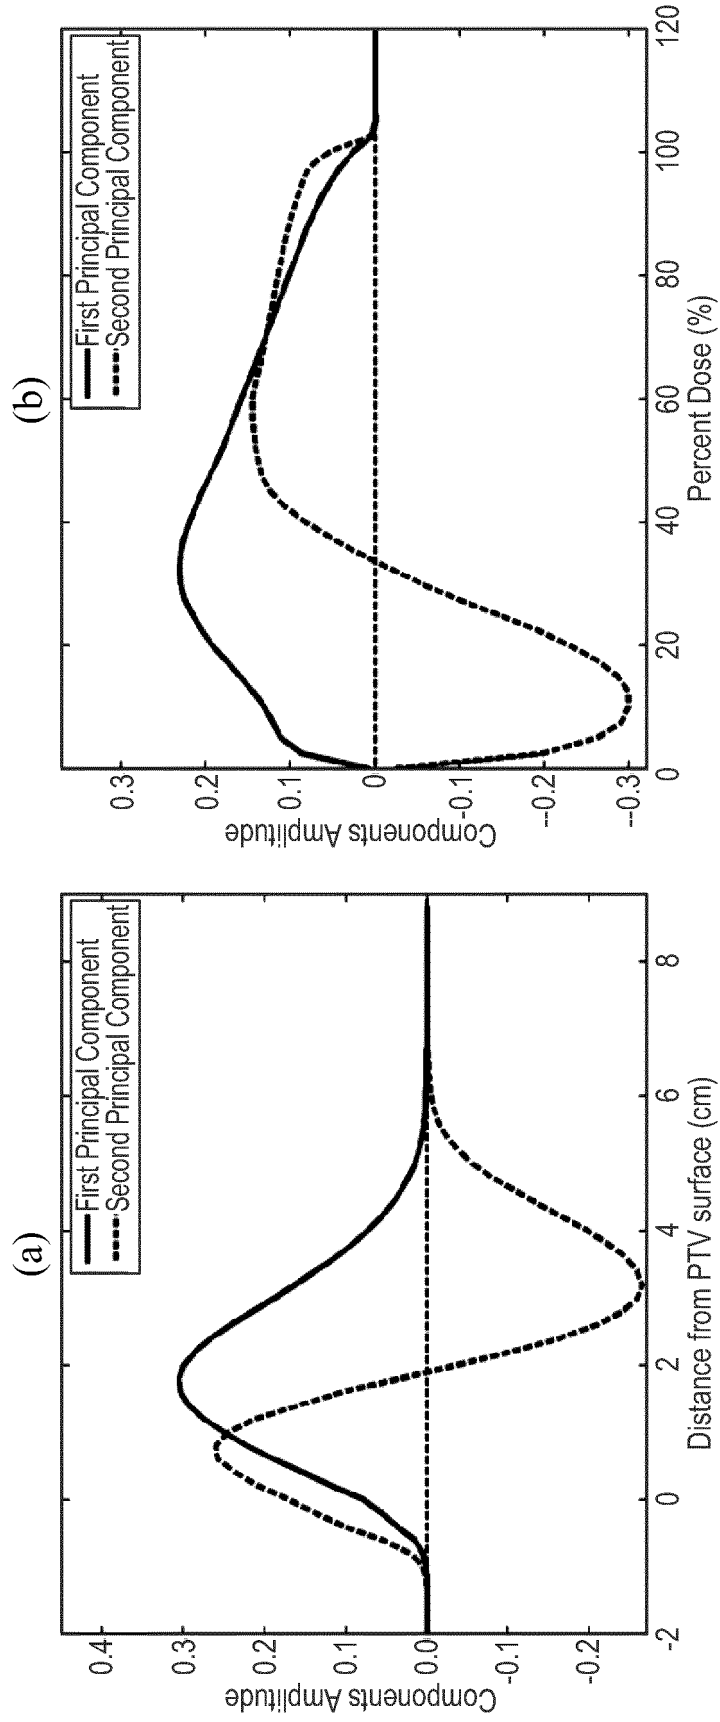 (a)
First Principal Component
Second Principal Component
0.4
0.3
0.2
0.1
0.0
-0.1
-0.2
Components Amplitude
-2
0
2
4
6
8
Distance from PTV surface (cm)
(b)
First Principal Component
Second Principal Component
0.3
0.2
0.1
0
-0.1
--0.2
--0.3
Components Amplitude
0
20
40
60
80
100
120
Percent Dose (%)